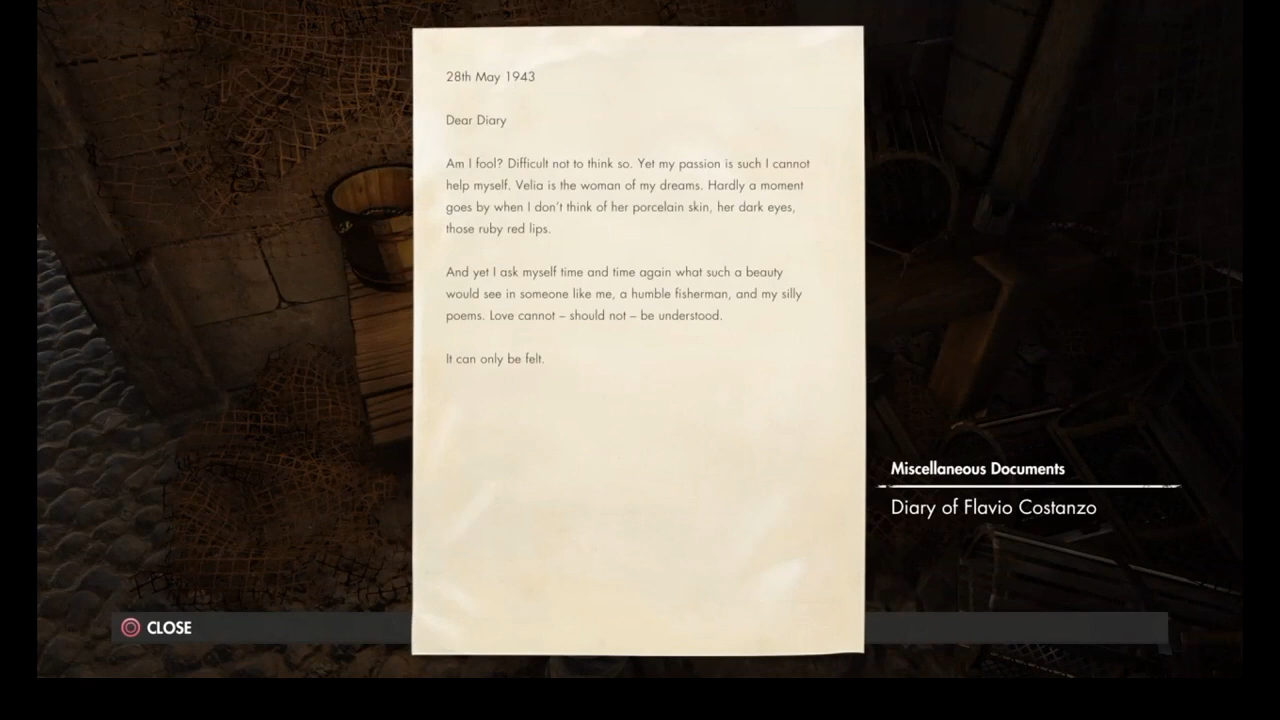 28th May 1943
Dear Diary
Am I fool? Difficult not to think so. Yet my passion is such I cannot
help myself. Velia is the woman of my dreams. Hardly a moment
goes by when I don't think of her porcelain skin, her dark eyes,
those ruby red lips.
And yet I ask myself time and time again what such a beauty
would see in someone like me, a humble fisherman, and my silly
poems. Love cannot – should not – be understood.
It can only be felt.
Miscellaneous Documents
Diary of Flavio Costanzo
CLOSE